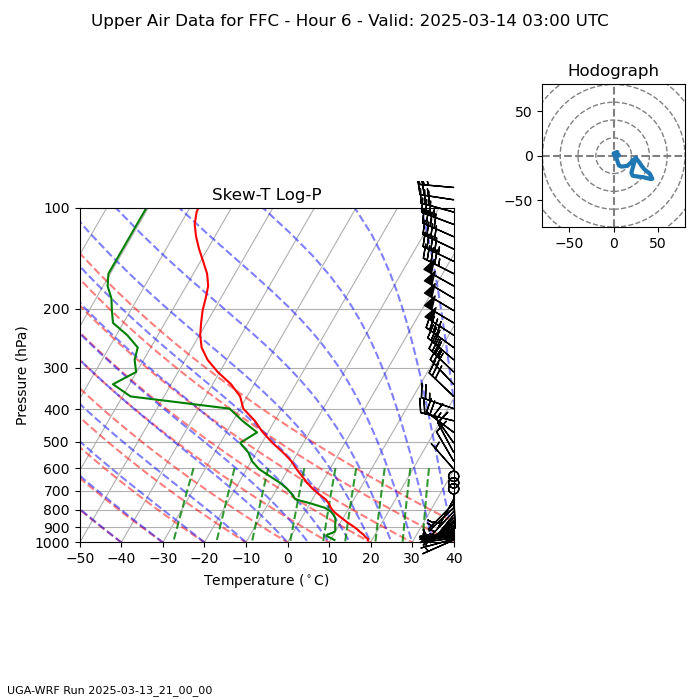 Upper Air Data for FFC - Hour 6 - Valid: 2025-03-14 03:00 UTC
Hodograph
50
0
−50
−50 0 50
Skew-T Log-P
100
200
300
400
500
600
700
800
900
1000
Pressure (hPa)
−50 −40 −30 −20 −10 0 10 20 30 40
Temperature (°C)
UGA-WRF Run 2025-03-13_21_00_00